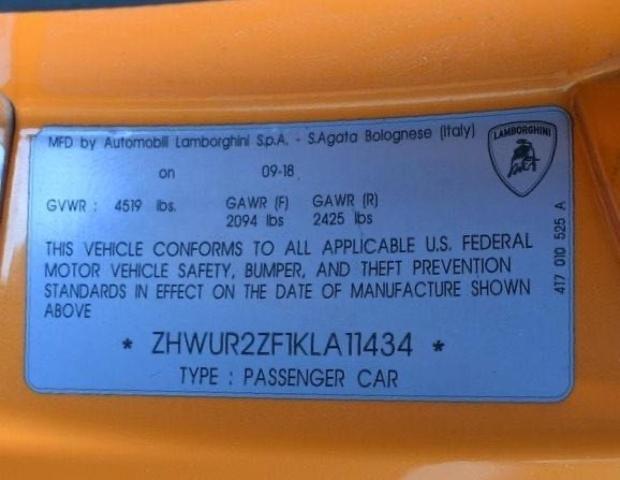 MFD by Automobili Lamborghini S.p.A. - S.Agata Bolognese (Italy)
LAMBORGHINI
on 09-18
GVWR : 4519 lbs. GAWR (F) GAWR (R)
2094 lbs 2425 lbs
THIS VEHICLE CONFORMS TO ALL APPLICABLE U.S. FEDERAL
MOTOR VEHICLE SAFETY, BUMPER, AND THEFT PREVENTION
STANDARDS IN EFFECT ON THE DATE OF MANUFACTURE SHOWN
ABOVE
* ZHWUR2ZF1KLA11434 *
TYPE : PASSENGER CAR
417 010 525 A